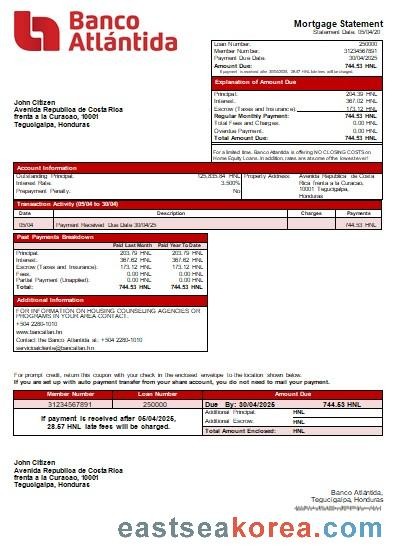 Banco
Atlántida
Mortgage Statement
Statement Date: 05/04/20
Loan Number: 250000
Member Number: 31234567891
Payment Due Date: 30/04/2025
Amount Due: 744.53 HNL
If payment is received after 30/04/2025, 28.57 HNL late fees will be charged.
Explanation of Amount Due
Principal: 204.39 HNL
Interest: 367.02 HNL
Escrow (Taxes and Insurance): 173.12 HNL
Regular Monthly Payment: 744.53 HNL
Total Fees and Charges: 0.00 HNL
Overdue Payment: 0.00 HNL
Total Amount Due: 744.53 HNL
For a limited time, Banco Atlantida is offering NO CLOSING COSTS on
Home Equity Loans. In addition, rates are at one of the lowest ever!
John Citizen
Avenida Republica de Costa Rica
frenta a la Curaoao, 10001
Tegucigalpa, Honduras
Account Information
Outstanding Principal: 125,835.84 HNL
Interest Rate: 3.500%
Prepayment Penalty: No
Property Address: Avenida Republica de Costa
Rica frenta a la Curacao,
10001
Tegucigalpa,
Honduras
Transaction Activity (05/04 to 30/04)
Date Description Charges Payments
05/04 Payment Received Due Date 30/04/25 744.53 HNL
Past Payments Breakdown
Paid Last Month Paid Year To Date
Principal: 203.79 HNL 203.79 HNL
Interest: 367.62 HNL 367.62 HNL
Escrow (Taxes and Insurance): 173.12 HNL 173.12 HNL
Fees: 0.00 HNL 0.00 HNL
Partial Payment (Unapplied): 0.00 HNL 0.00 HNL
Total: 744.53 HNL 744.53 HNL
Additional Information
FOR INFORMATION ON HOUSING COUNSELING AGENCIES OR
PROGRAMS IN YOUR AREA CONTACT:
+504 2280-1010
www.bancatlan.hn
Contact the Banco Atlantida at: +504 2280-1010
servicioalcliente@bancatlan.hn
For prompt credit, return this coupon with your check in the enclosed envelope to the location shown below.
If you are set up with auto payment transfer from your share account, you do not need to mail your payment.
Member Number Loan Number Amount Due
31234567891 250000 Due By: 30/04/2025 744.53 HNL
If payment is received after 05/04/2025,
28.57 HNL late fees will be charged.
Additional Principal: HNL
Additional Escrow: HNL
Total Amount Enclosed: HNL
John Citizen
Avenida Republica de Costa Rica
frenta a la Curaoao, 10001
Tegucigalpa, Honduras
Banco Atlántida,
Tegucigalpa, Honduras
eastseakorea.com